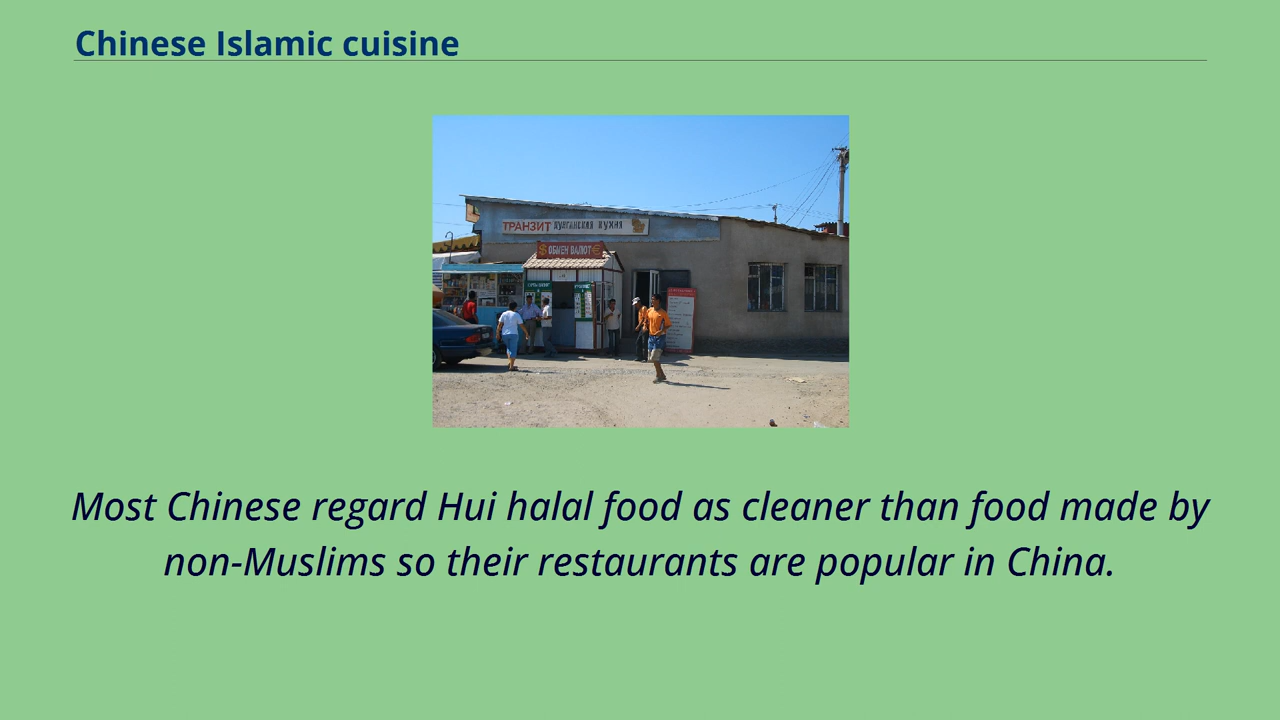 Chinese Islamic cuisine
ТРАНЗИТ ДУНГАНСКАЯ КУХНЯ
$ ОБМЕН ВАЛЮТ €
Most Chinese regard Hui halal food as cleaner than food made by
non-Muslims so their restaurants are popular in China.